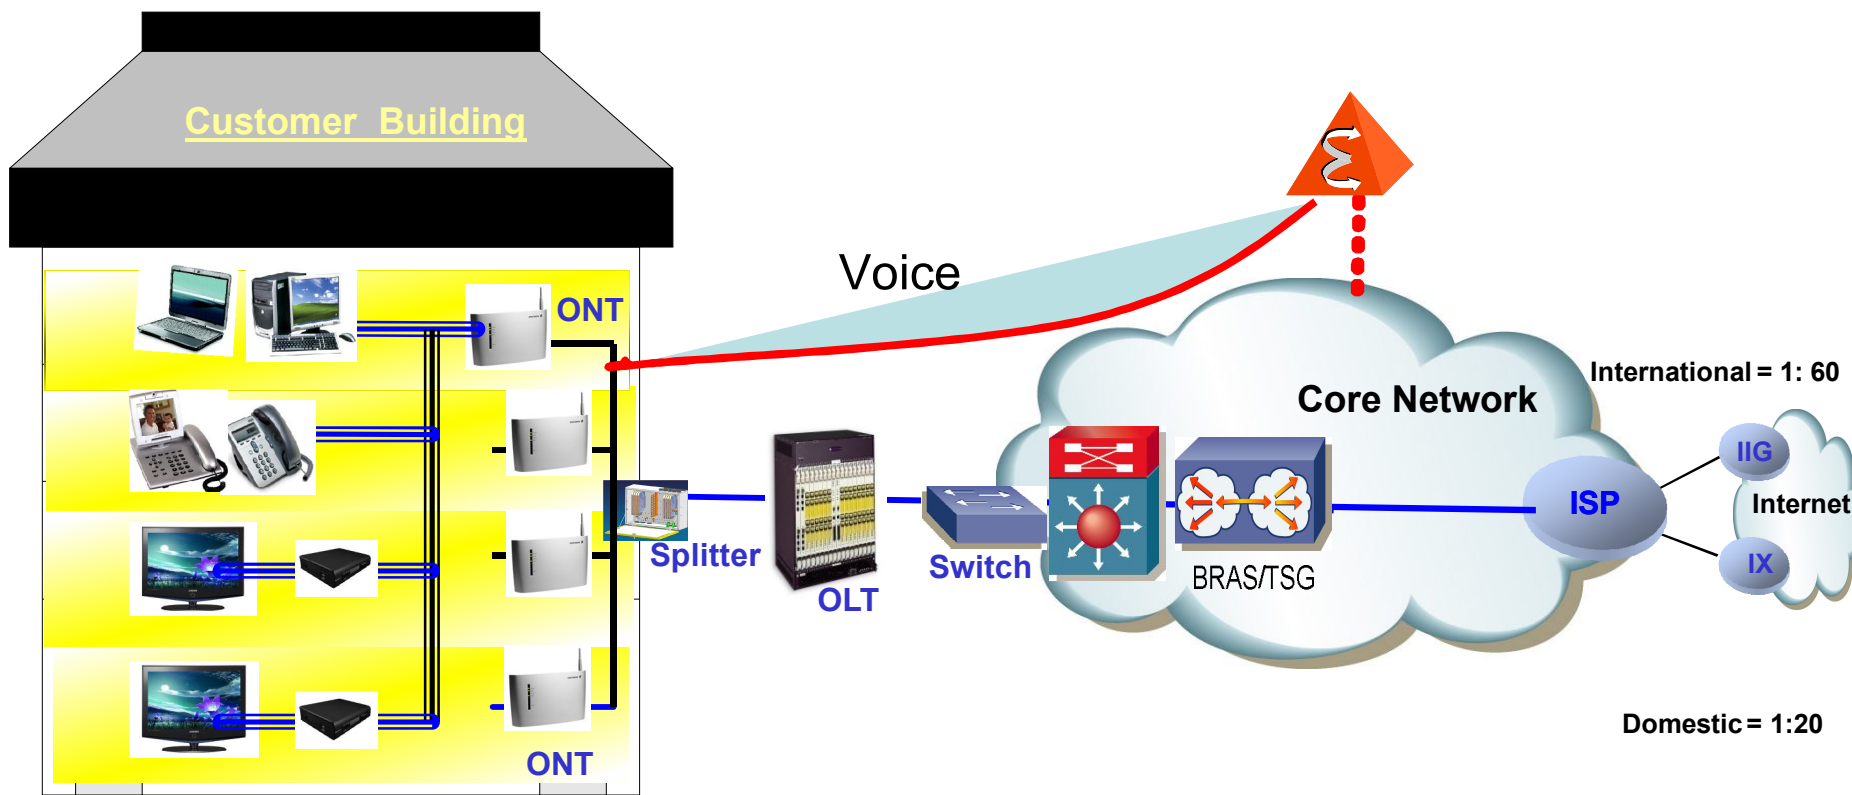 Customer Building
Voice
ONT
International = 1: 60
Core Network
IIG
ISP
Internet
Splitter
Switch
IX
BRAS/TSG
OLT
Domestic = 1:20
ONT